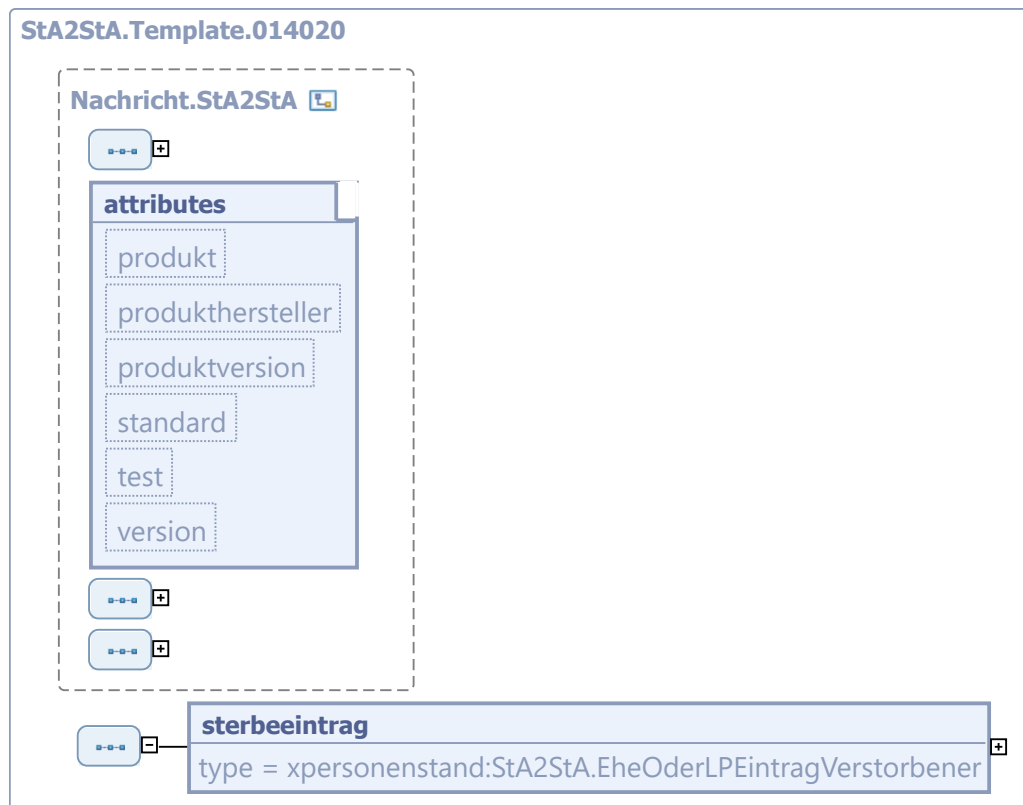 StA2StA.Template.014020
Nachricht.StA2StA
attributes
produkt
produkthersteller
produktversion
standard
test
version
sterbeeintrag
type = xpersonenstand:StA2StA.EheOderLPEintragVerstorbener